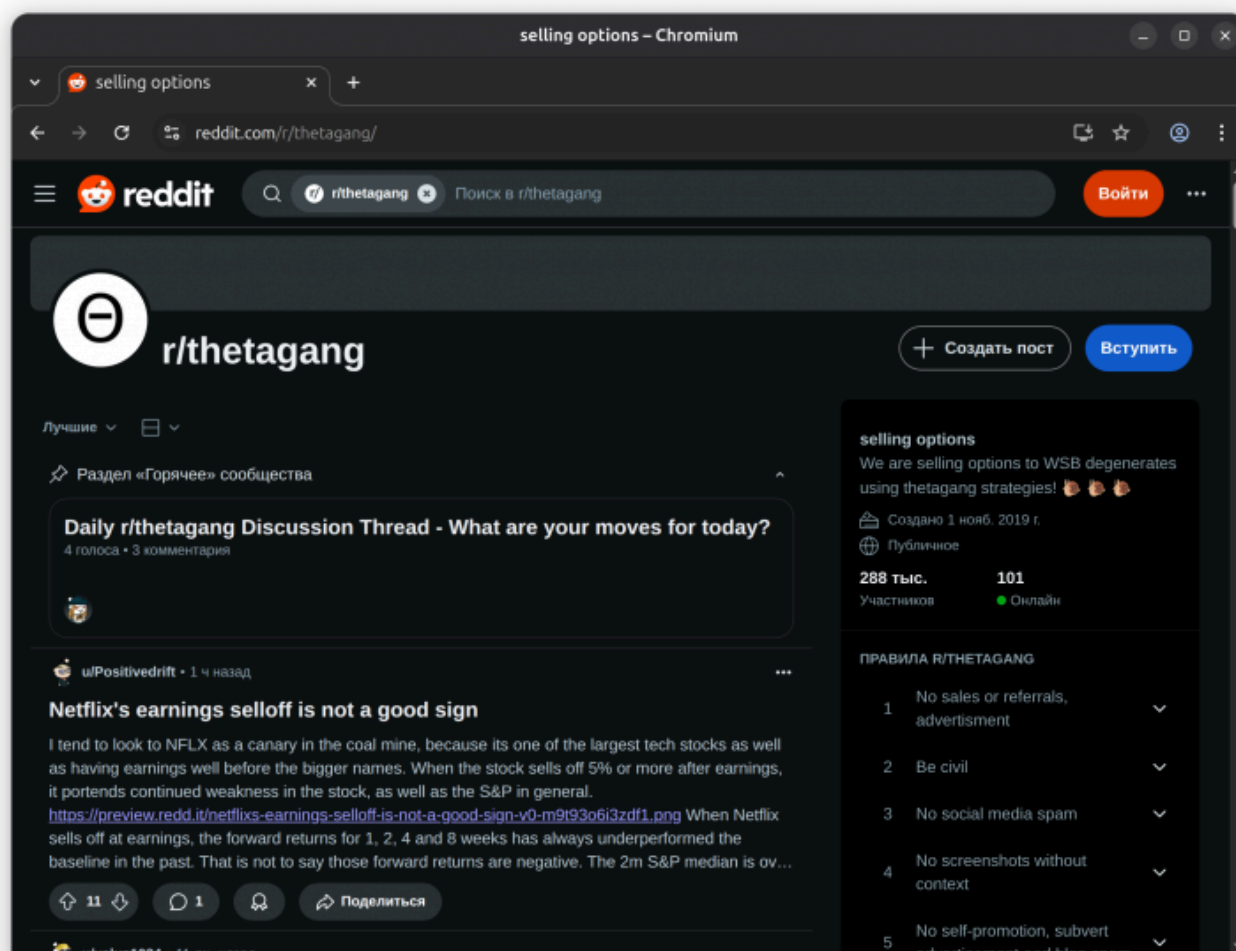 selling options – Chromium
selling options
reddit.com/r/thetagang/
reddit
r/ r/thetagang Поиск в r/thetagang
Войти
Θ
r/thetagang
Создать пост
Вступить
Лучшие
Раздел «Горячее» сообщества
Daily r/thetagang Discussion Thread - What are your moves for today?
4 голоса • 3 комментария
u/Positivedrift • 1 ч назад
Netflix's earnings selloff is not a good sign
I tend to look to NFLX as a canary in the coal mine, because its one of the largest tech stocks as well
as having earnings well before the bigger names. When the stock sells off 5% or more after earnings,
it portends continued weakness in the stock, as well as the S&P in general.
https://preview.redd.it/netflixs-earnings-selloff-is-not-a-good-sign-v0-m9t93o6i3zdf1.png When Netflix
sells off at earnings, the forward returns for 1, 2, 4 and 8 weeks has always underperformed the
baseline in the past. That is not to say those forward returns are negative. The 2m S&P median is ov...
11
1
Поделиться
selling options
We are selling options to WSB degenerates
using thetagang strategies!
Создано 1 нояб. 2019 г.
Публичное
288 тыс. 101
Участников Онлайн
ПРАВИЛА R/THETAGANG
1 No sales or referrals,
advertisment
2 Be civil
3 No social media spam
4 No screenshots without
context
5 No self-promotion, subvert